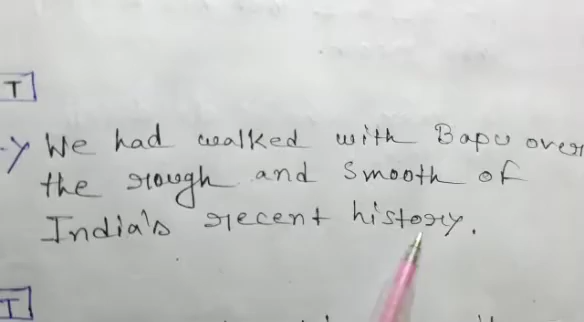 T
-y We had walked with Bapu over
the rough and smooth of
India's recent history.
I